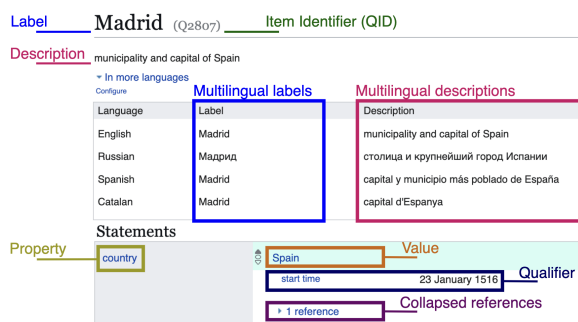 Label Madrid (Q2807) Item Identifier (QID)
Description municipality and capital of Spain
In more languages
Configure Multilingual labels Multilingual descriptions
Language Label Description
English Madrid municipality and capital of Spain
Russian Мадрид столица и крупнейший город Испании
Spanish Madrid capital y municipio más poblado de España
Catalan Madrid capital d'Espanya
Statements
Property country Spain Value
start time 23 January 1516 Qualifier
1 reference Collapsed references